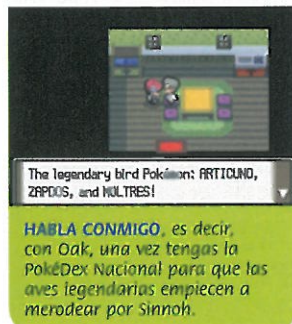 The legendary bird Pokémon: ARTICUNO,
ZAPDOS, and MOLTRES!
HABLA CONMIGO, es decir,
con Oak, una vez tengas la
PokéDex Nacional para que las
aves legendarias empiecen a
merodear por Sinnoh.